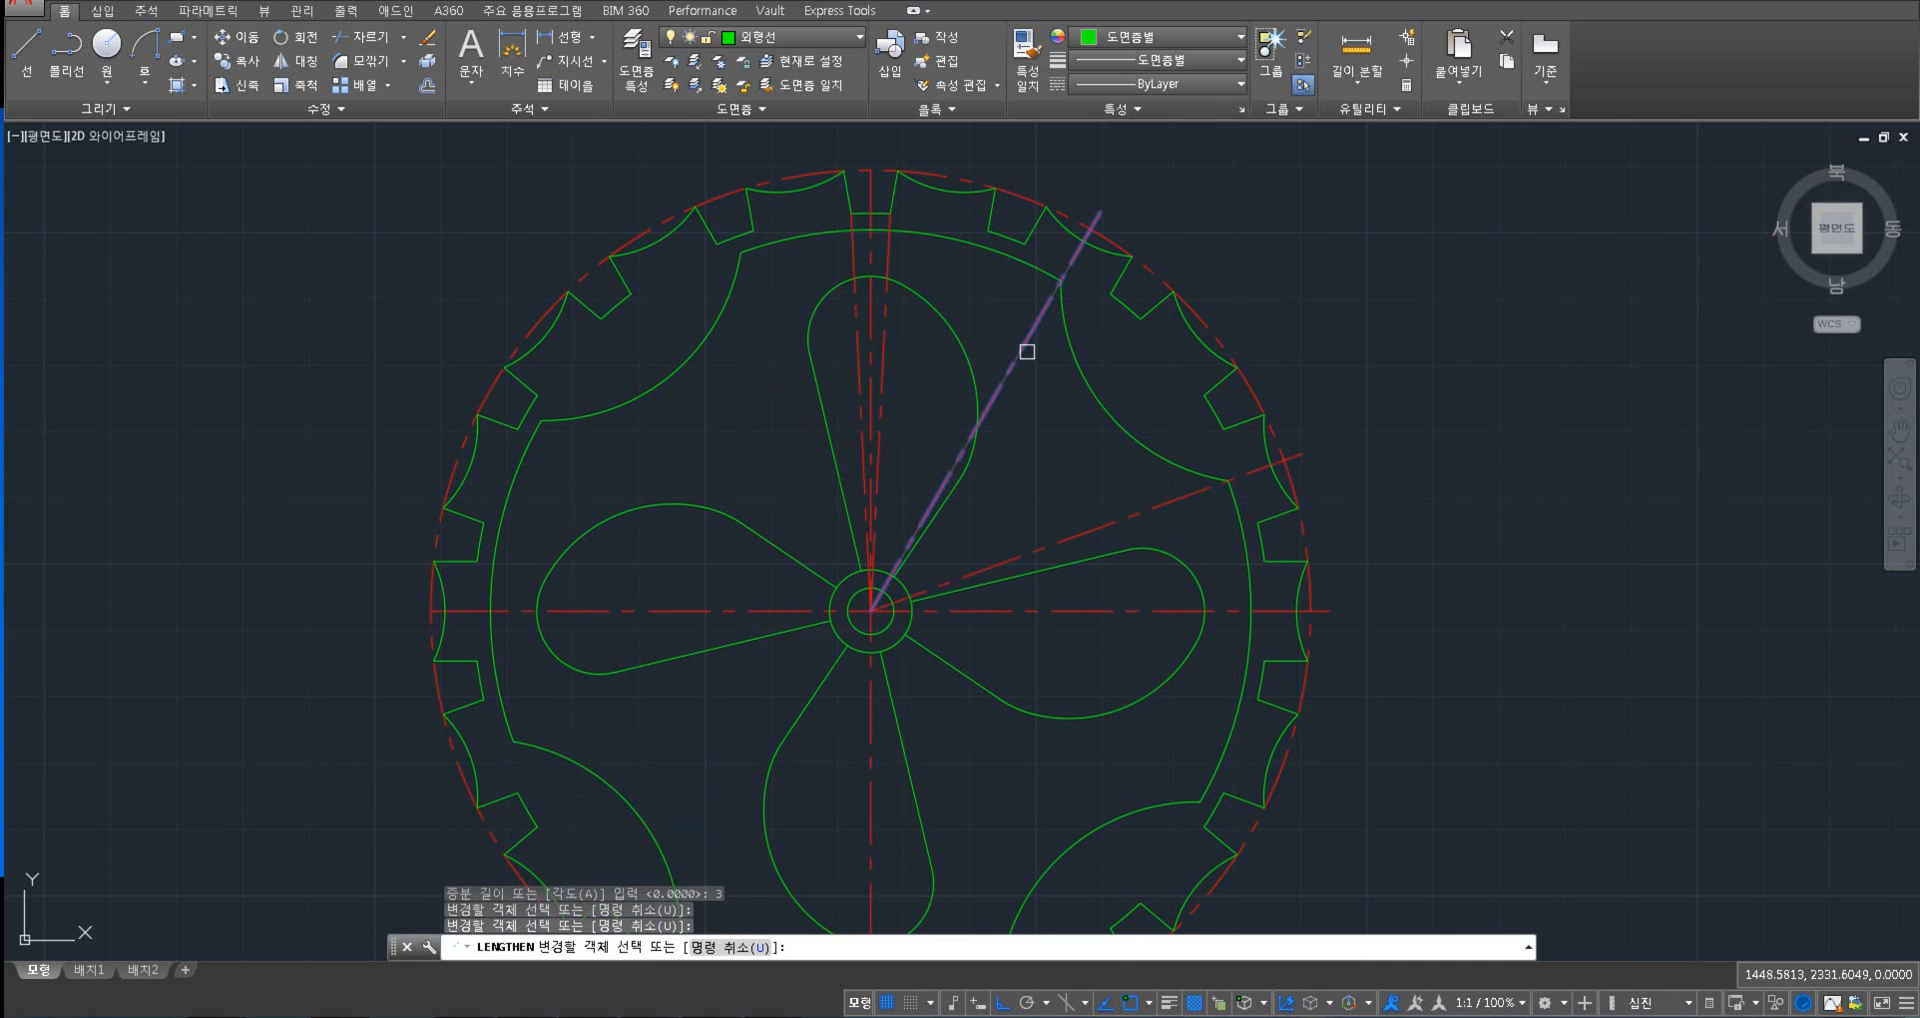 홈 삽입 주석 파라메트릭 뷰 관리 출력 애드인 A360 주요 응용프로그램 BIM 360 Performance Vault Express Tools
선 폴리선 원 호
이동 회전 자르기
복사 대칭 모깎기
신축 축척 배열
문자 치수
선형
지시선
테이블
도면층 특성
외형선
현재로 설정
도면층 일치
삽입
작성
편집
속성 편집
특성 일치
도면층별
도면층별
ByLayer
그룹
길이 분할
붙여넣기
기준
그리기 수정 주석 도면층 블록 특성 그룹 유틸리티 클립보드 뷰
[−][평면도][2D 와이어프레임]
북
서 평면도 동
남
WCS
Y
X
증분 길이 또는 [각도(A)] 입력 <0.0000>: 3
변경할 객체 선택 또는 [명령 취소(U)]:
변경할 객체 선택 또는 [명령 취소(U)]:
LENGTHEN 변경할 객체 선택 또는 [명령 취소(U)]:
모형 배치1 배치2 +
1448.5813, 2331.6049, 0.0000
모형 1:1 / 100% 십진